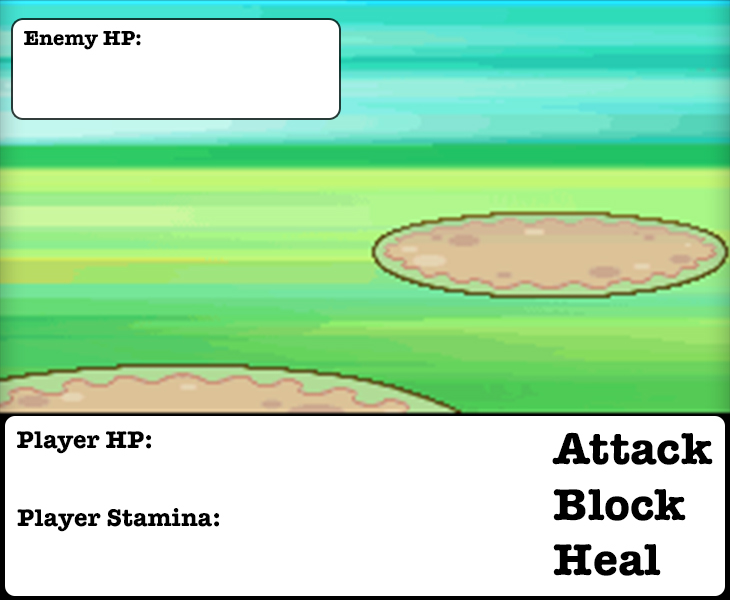 Enemy HP:
Player HP:
Player Stamina:
Attack
Block
Heal